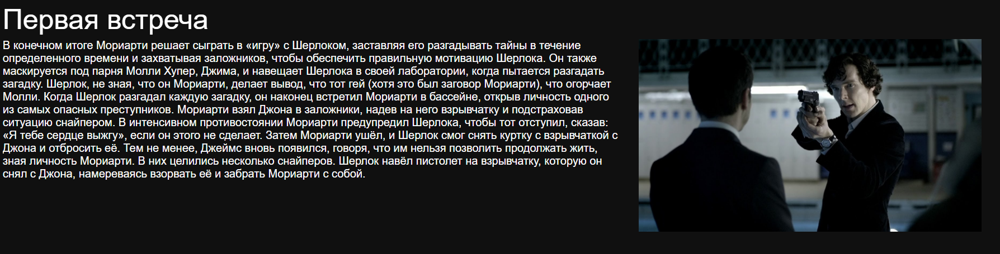 Первая встреча
В конечном итоге Мориарти решает сыграть в «игру» с Шерлоком, заставляя его разгадывать тайны в течение
определенного времени и захватывая заложников, чтобы обеспечить правильную мотивацию Шерлока. Он также
маскируется под парня Молли Хупер, Джима, и навещает Шерлока в своей лаборатории, когда пытается разгадать
загадку. Шерлок, не зная, что он Мориарти, делает вывод, что тот гей (хотя это был заговор Мориарти), что огорчает
Молли. Когда Шерлок разгадал каждую загадку, он наконец встретил Мориарти в бассейне, открыв личность одного
из самых опасных преступников. Мориарти взял Джона в заложники, надев на него взрывчатку и подстраховав
ситуацию снайпером. В интенсивном противостоянии Мориарти предупредил Шерлока, чтобы тот отступил, сказав:
«Я тебе сердце выжгу», если он этого не сделает. Затем Мориарти ушёл, и Шерлок смог снять куртку с взрывчаткой с
Джона и отбросить её. Тем не менее, Джеймс вновь появился, говоря, что им нельзя позволить продолжать жить,
зная личность Мориарти. В них целились несколько снайперов. Шерлок навёл пистолет на взрывчатку, которую он
снял с Джона, намереваясь взорвать её и забрать Мориарти с собой.